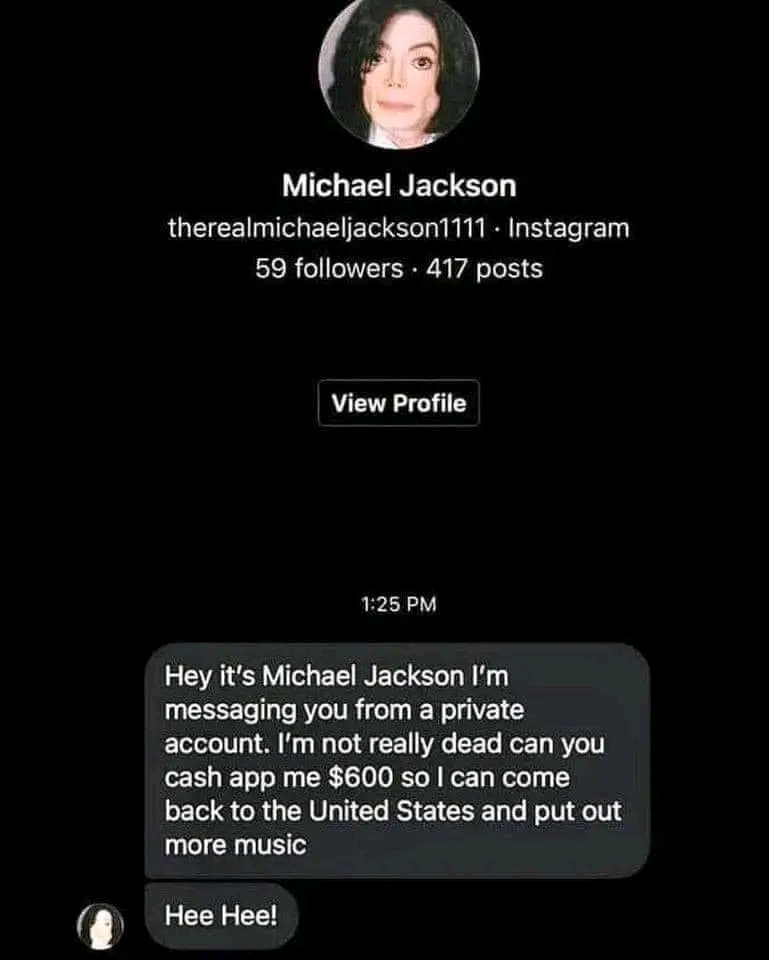 Michael Jackson
therealmichaeljackson1111 · Instagram
59 followers · 417 posts
View Profile
1:25 PM
Hey it's Michael Jackson I'm
messaging you from a private
account. I'm not really dead can you
cash app me $600 so I can come
back to the United States and put out
more music
Hee Hee!